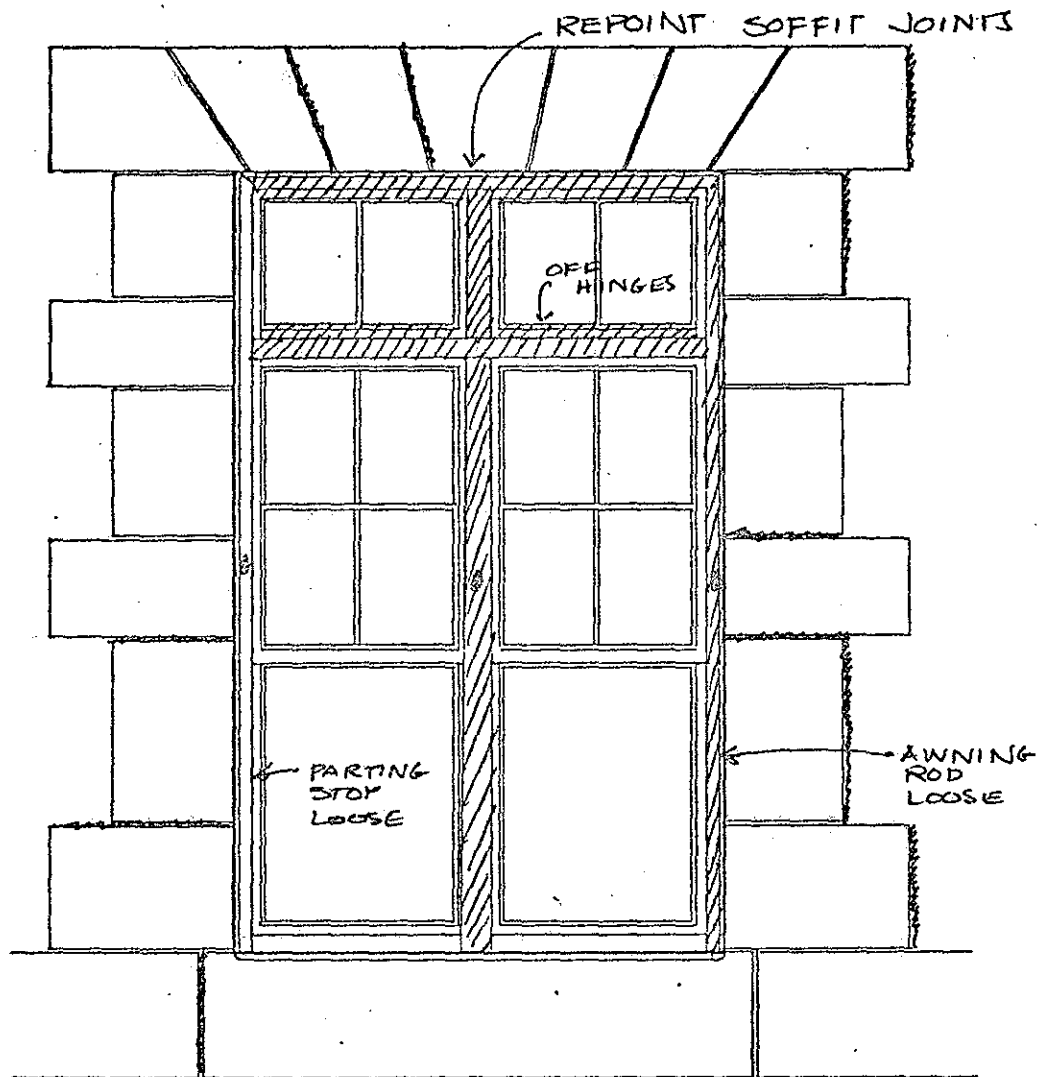 REPOINT SOFFIT JOINTS
OFF
HINGES
PARTING
STOP
LOOSE
AWNING
ROD
LOOSE